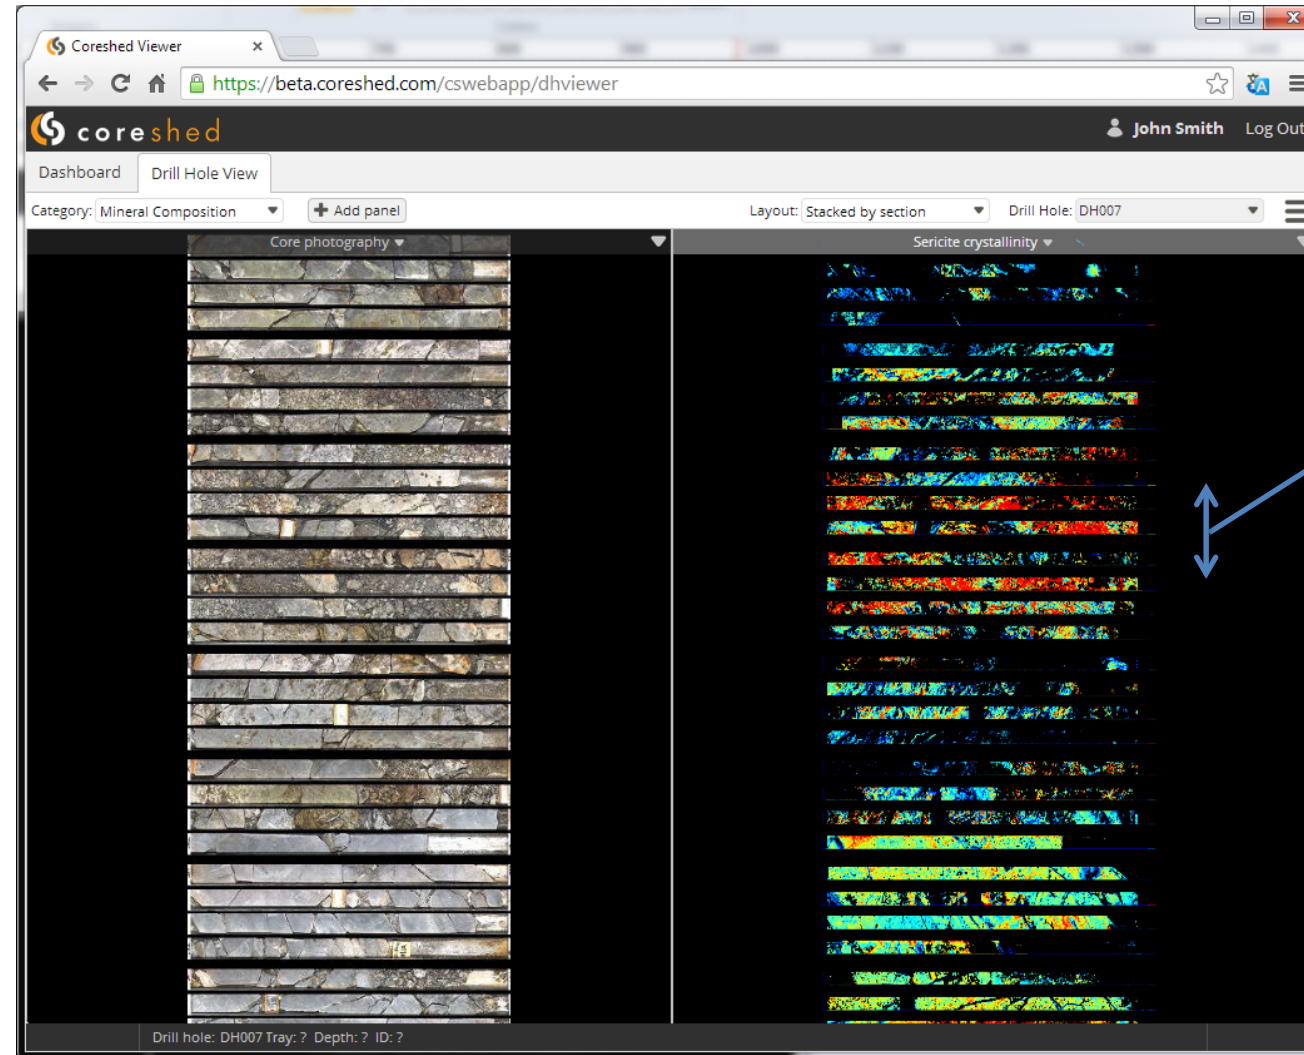 Coreshed Viewer
https://beta.coreshed.com/cswebapp/dhviewer
coreshed
John Smith Log Out
Dashboard Drill Hole View
Category: Mineral Composition Add panel Layout: Stacked by section Drill Hole: DH007
Core photography Sericite crystallinity
Drill hole: DH007 Tray: ? Depth: ? ID: ?